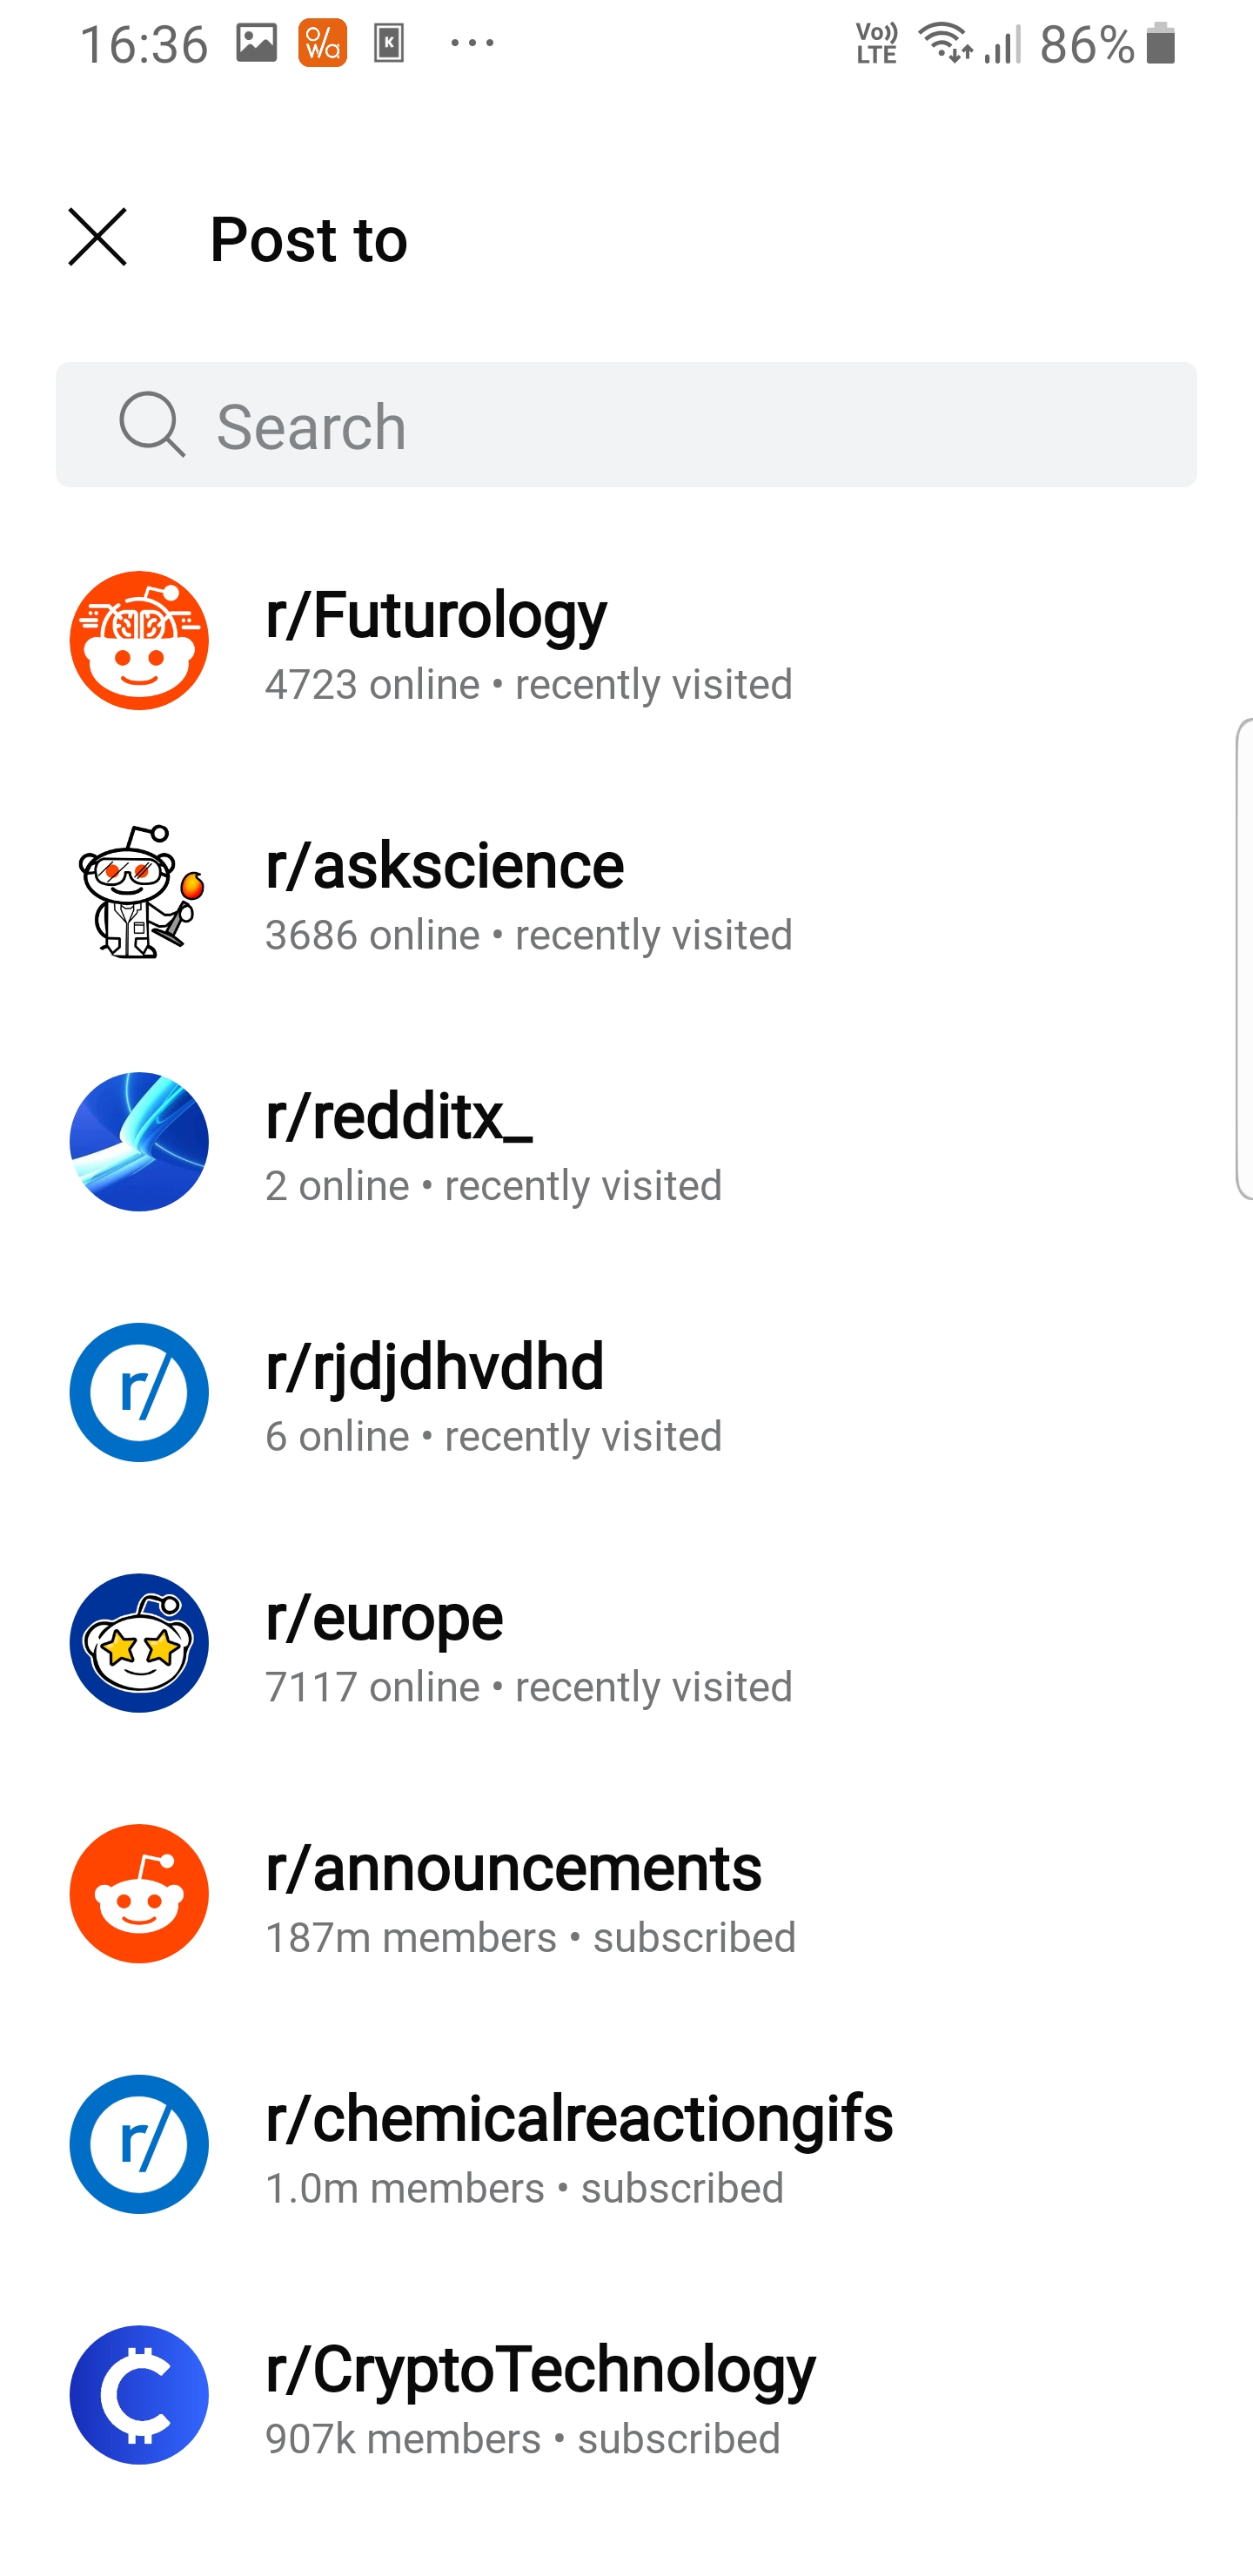 16:36 o/wa K ... Vo)) LTE 86%
Post to
Search
r/Futurology
4723 online • recently visited
r/askscience
3686 online • recently visited
r/redditx_
2 online • recently visited
r/
r/rjdjdhvdhd
6 online • recently visited
r/europe
7117 online • recently visited
r/announcements
187m members • subscribed
r/
r/chemicalreactiongifs
1.0m members • subscribed
r/CryptoTechnology
907k members • subscribed